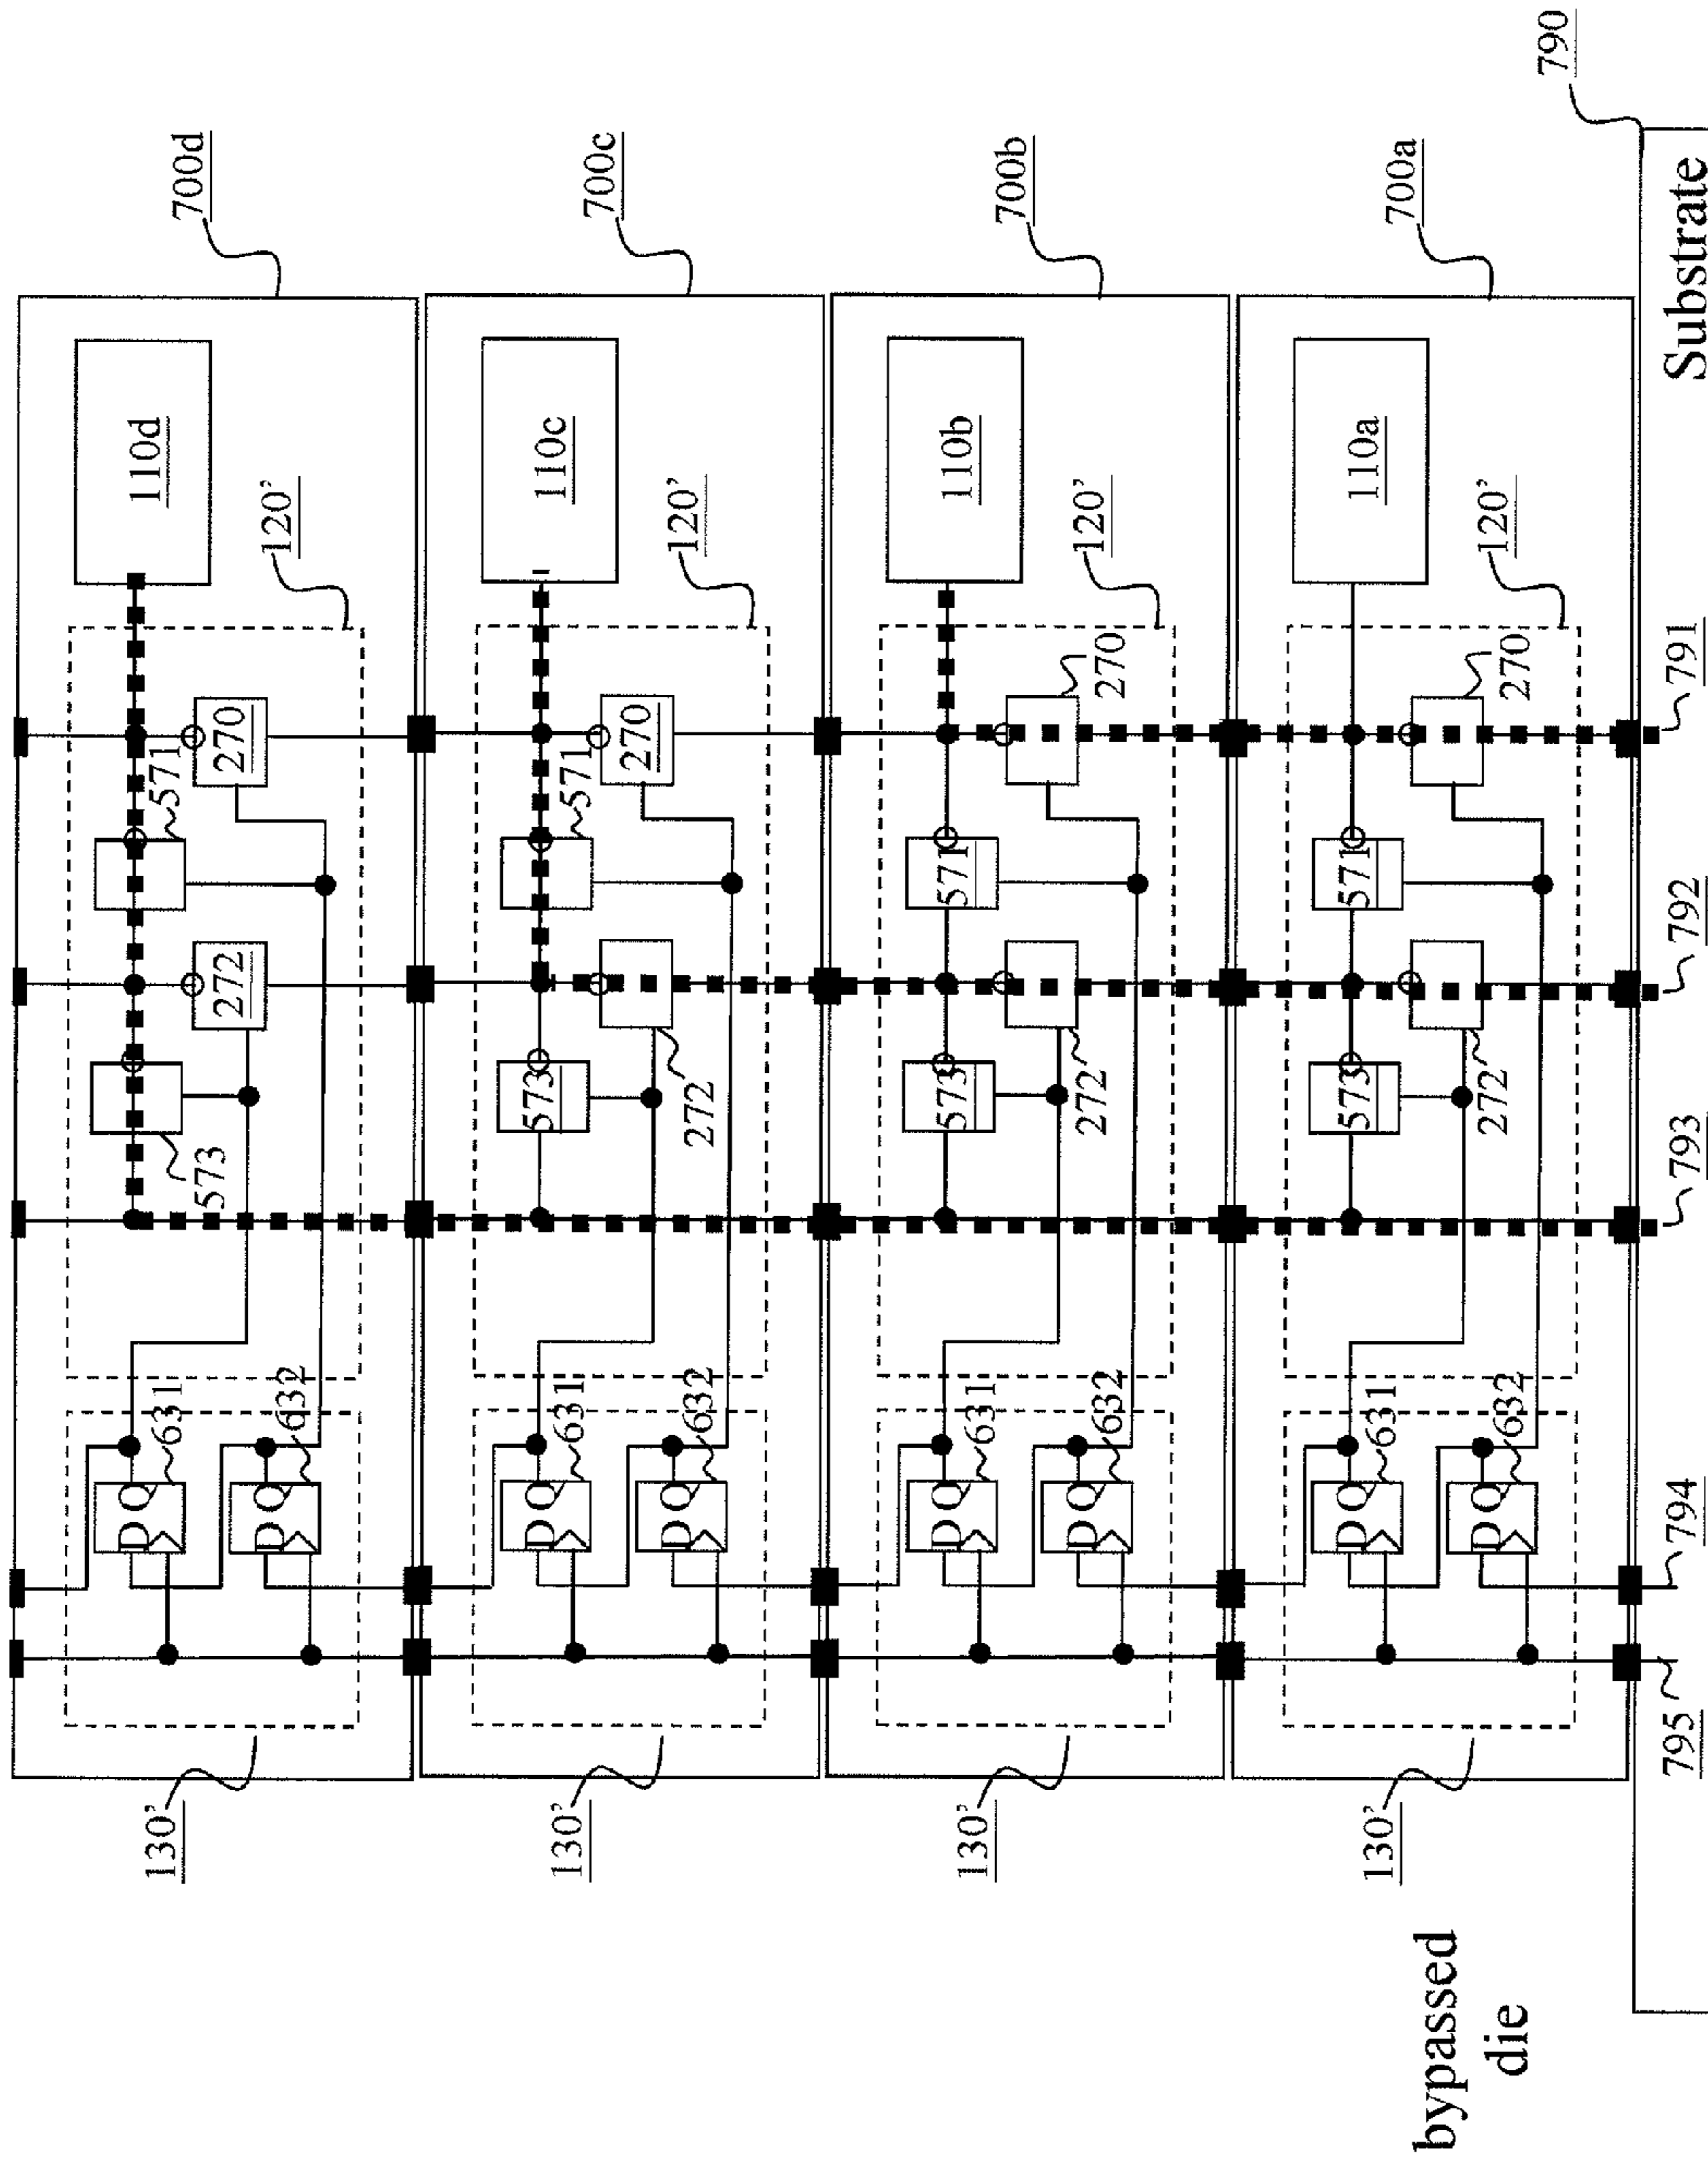 700d
110d
120'
270
571
272
573
631
D Q
632
D Q
130'
700c
110c
120'
270
571
272
573
631
D Q
632
D Q
130'
700b
110b
120'
270
571
272
573
631
D Q
632
D Q
130'
700a
110a
120'
270
571
272
573
631
D Q
632
D Q
130'
790
Substrate
791
792
793
794
795
bypassed
die